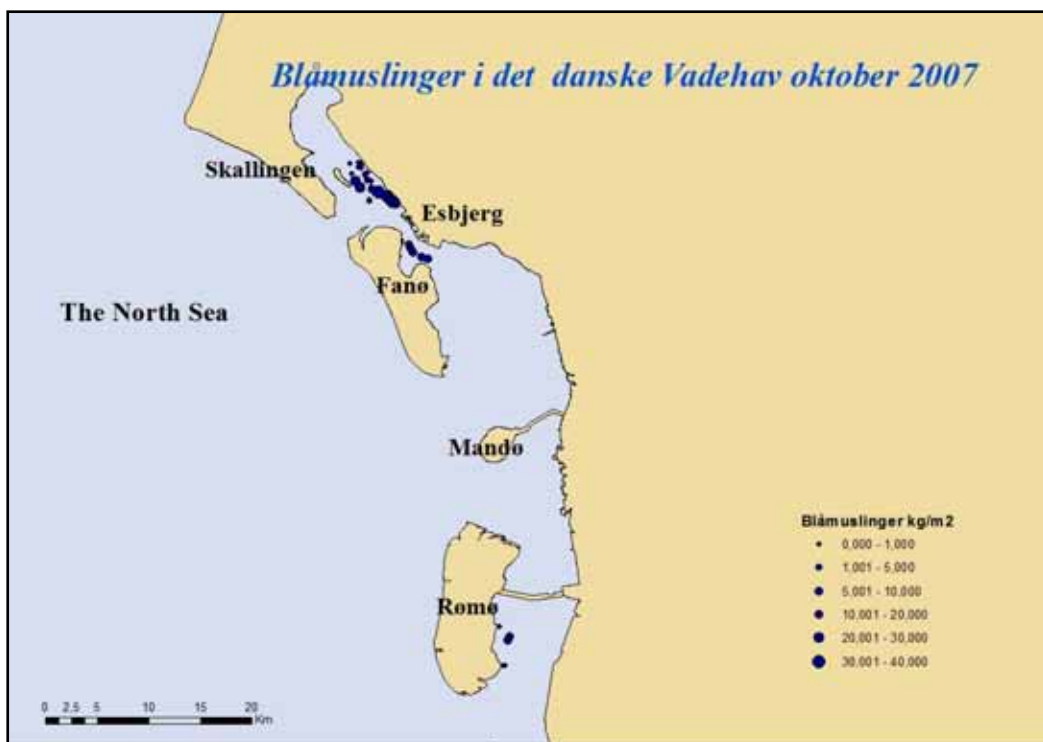 Blåmuslinger i det danske Vadehav oktober 2007
Skallingen
Esbjerg
Fanø
The North Sea
Mandø
Rømø
Blåmuslinger kg/m2
0,000 - 1,000
1,001 - 5,000
5,001 - 10,000
10,001 - 20,000
20,001 - 30,000
30,001 - 40,000
0 2,5 5 10 15 20
Km